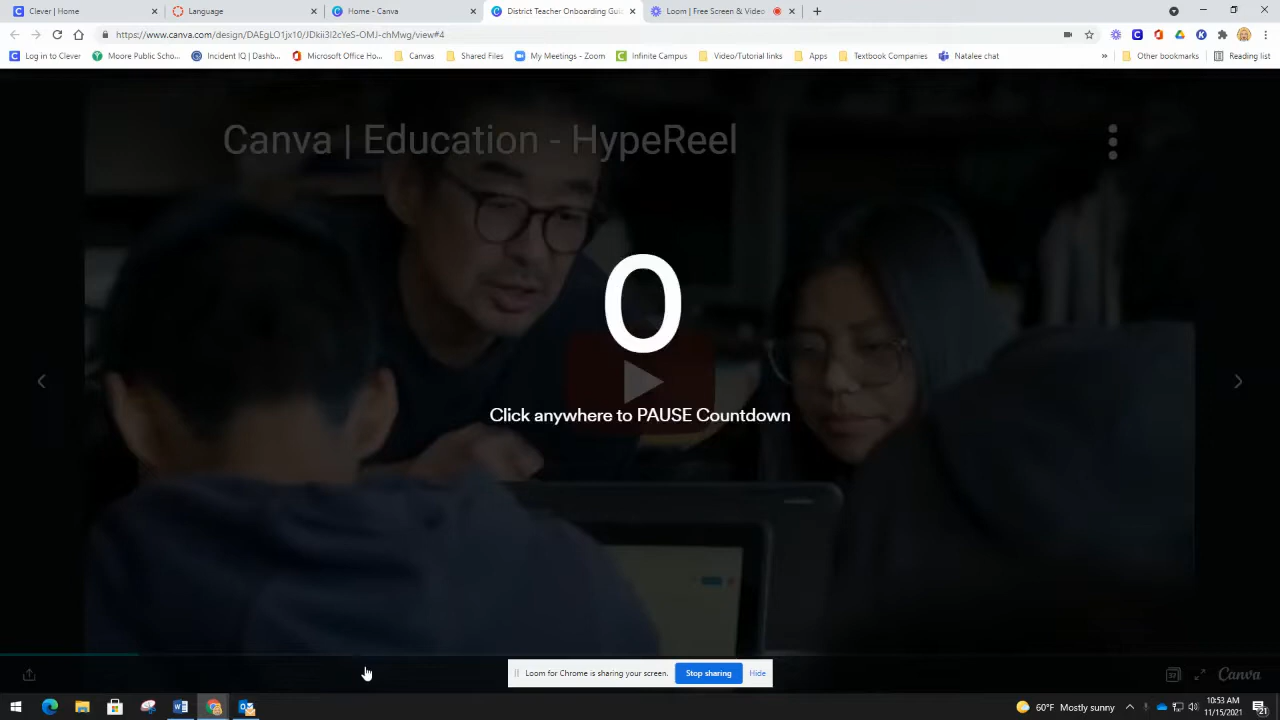 Clever | Home
Language
Home - Canva
District Teacher Onboarding Gui
Loom | Free Screen & Video
https://www.canva.com/design/DAEgLO1jx10/JDkii3I2cYeS-OMJ-chMwg/view#4
Log in to Clever
Moore Public Scho...
Incident IQ | Dashb...
Microsoft Office Ho...
Canvas
Shared Files
My Meetings - Zoom
Infinite Campus
Video/Tutorial links
Apps
Textbook Companies
Natalee chat
Other bookmarks
Reading list
Canva | Education - HypeReel
0
Click anywhere to PAUSE Countdown
Loom for Chrome is sharing your screen.
Stop sharing
Hide
32
Canva
60°F Mostly sunny
10:53 AM
11/15/2021
21